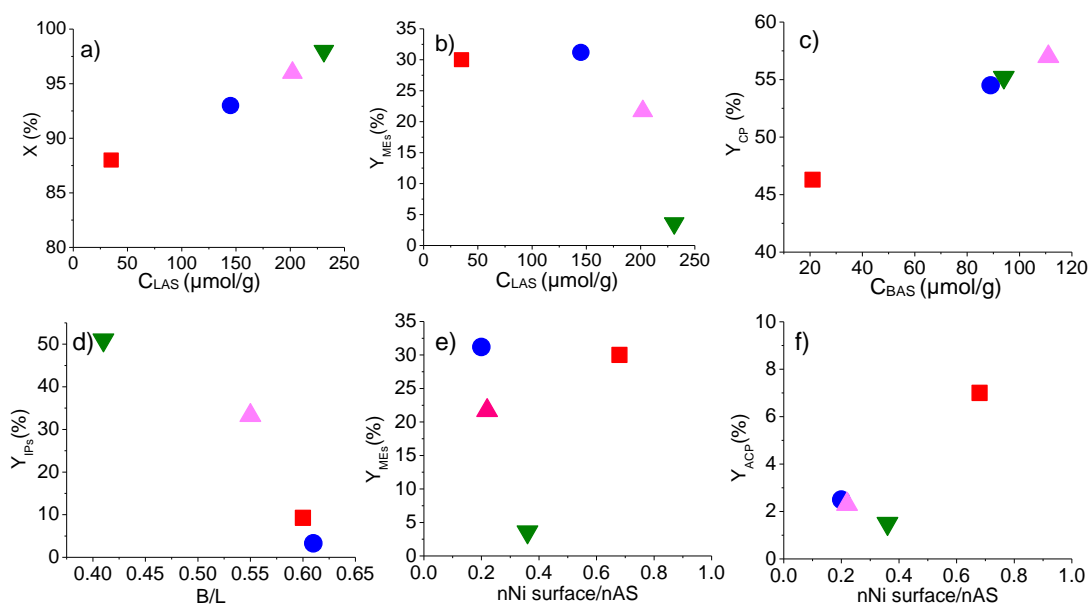 a)
100
95
90
85
80
X (%)
0 50 100 150 200 250
CLAS (µmol/g)
b)
35
30
25
20
15
10
5
0
YMEs(%)
0 50 100 150 200 250
CLAS (µmol/g)
c)
60
55
50
45
40
YCP (%)
20 40 60 80 100 120
CBAS (µmol/g)
d)
50
40
30
20
10
0
YIPs(%)
0.40 0.45 0.50 0.55 0.60 0.65
B/L
e)
35
30
25
20
15
10
5
0
YMEs(%)
0.0 0.2 0.4 0.6 0.8 1.0
nNi surface/nAS
f)
10
8
6
4
2
0
YACP(%)
0.0 0.2 0.4 0.6 0.8 1.0
nNi surface/nAS